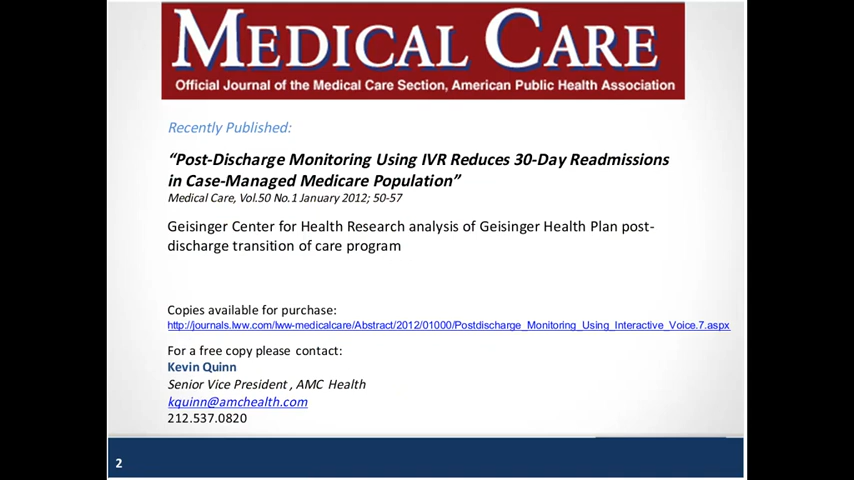 MEDICAL CARE
Official Journal of the Medical Care Section, American Public Health Association
Recently Published:
“Post-Discharge Monitoring Using IVR Reduces 30-Day Readmissions
in Case-Managed Medicare Population”
Medical Care, Vol.50 No.1 January 2012; 50-57
Geisinger Center for Health Research analysis of Geisinger Health Plan post-
discharge transition of care program
Copies available for purchase:
http://journals.lww.com/lww-medicalcare/Abstract/2012/01000/Postdischarge_Monitoring_Using_Interactive_Voice.7.aspx
For a free copy please contact:
Kevin Quinn
Senior Vice President , AMC Health
kquinn@amchealth.com
212.537.0820
2